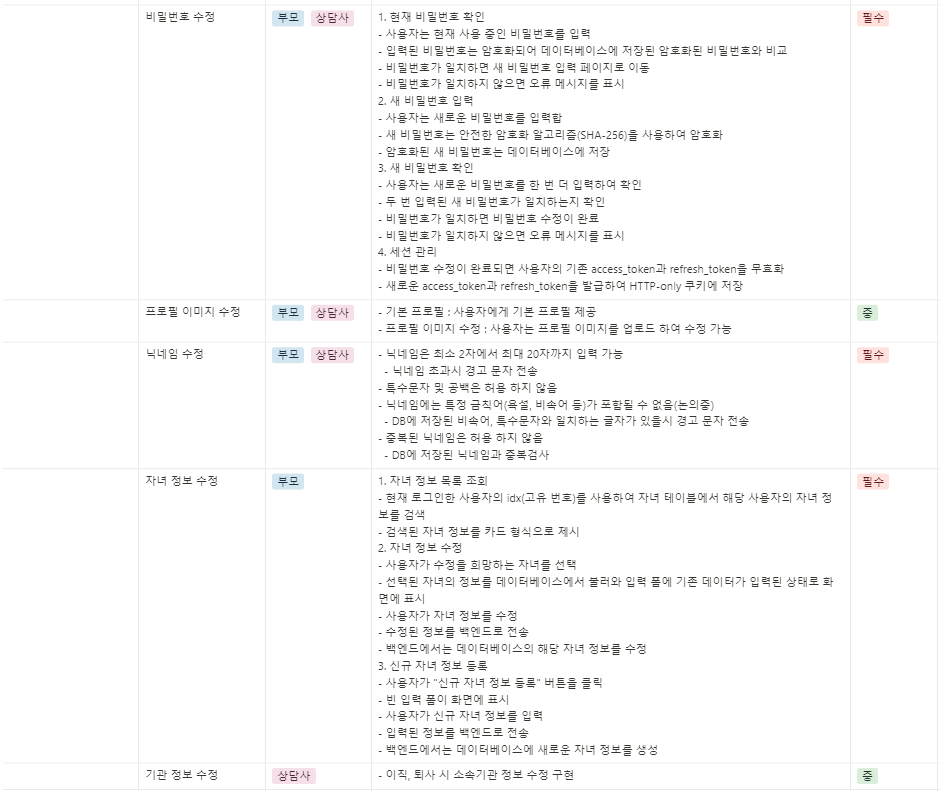 비밀번호 수정
부모 상담사
1. 현재 비밀번호 확인
- 사용자는 현재 사용 중인 비밀번호를 입력
- 입력된 비밀번호는 암호화되어 데이터베이스에 저장된 암호화된 비밀번호와 비교
- 비밀번호가 일치하면 새 비밀번호 입력 페이지로 이동
- 비밀번호가 일치하지 않으면 오류 메시지를 표시
2. 새 비밀번호 입력
- 사용자는 새로운 비밀번호를 입력합
- 새 비밀번호는 안전한 암호화 알고리즘(SHA-256)을 사용하여 암호화
- 암호화된 새 비밀번호는 데이터베이스에 저장
3. 새 비밀번호 확인
- 사용자는 새로운 비밀번호를 한 번 더 입력하여 확인
- 두 번 입력된 새 비밀번호가 일치하는지 확인
- 비밀번호가 일치하면 비밀번호 수정이 완료
- 비밀번호가 일치하지 않으면 오류 메시지를 표시
4. 세션 관리
- 비밀번호 수정이 완료되면 사용자의 기존 access_token과 refresh_token을 무효화
- 새로운 access_token과 refresh_token을 발급하여 HTTP-only 쿠키에 저장
필수
프로필 이미지 수정
부모 상담사
- 기본 프로필 : 사용자에게 기본 프로필 제공
- 프로필 이미지 수정 : 사용자는 프로필 이미지를 업로드 하여 수정 가능
중
닉네임 수정
부모 상담사
- 닉네임은 최소 2자에서 최대 20자까지 입력 가능
- 닉네임 초과시 경고 문자 전송
- 특수문자 및 공백은 허용 하지 않음
- 닉네임에는 특정 금칙어(욕설, 비속어 등)가 포함될 수 없음(논의중)
- DB에 저장된 비속어, 특수문자와 일치하는 글자가 있을시 경고 문자 전송
- 중복된 닉네임은 허용 하지 않음
- DB에 저장된 닉네임과 중복검사
필수
자녀 정보 수정
부모
1. 자녀 정보 목록 조회
- 현재 로그인한 사용자의 idx(고유 번호)를 사용하여 자녀 테이블에서 해당 사용자의 자녀 정
보를 검색
- 검색된 자녀 정보를 카드 형식으로 제시
2. 자녀 정보 수정
- 사용자가 수정을 희망하는 자녀를 선택
- 선택된 자녀의 정보를 데이터베이스에서 불러와 입력 폼에 기존 데이터가 입력된 상태로 화
면에 표시
- 사용자가 자녀 정보를 수정
- 수정된 정보를 백엔드로 전송
- 백엔드에서는 데이터베이스의 해당 자녀 정보를 수정
3. 신규 자녀 정보 등록
- 사용자가 "신규 자녀 정보 등록" 버튼을 클릭
- 빈 입력 폼이 화면에 표시
- 사용자가 신규 자녀 정보를 입력
- 입력된 정보를 백엔드로 전송
- 백엔드에서는 데이터베이스에 새로운 자녀 정보를 생성
필수
기관 정보 수정
상담사
- 이직, 퇴사 시 소속기관 정보 수정 구현
중